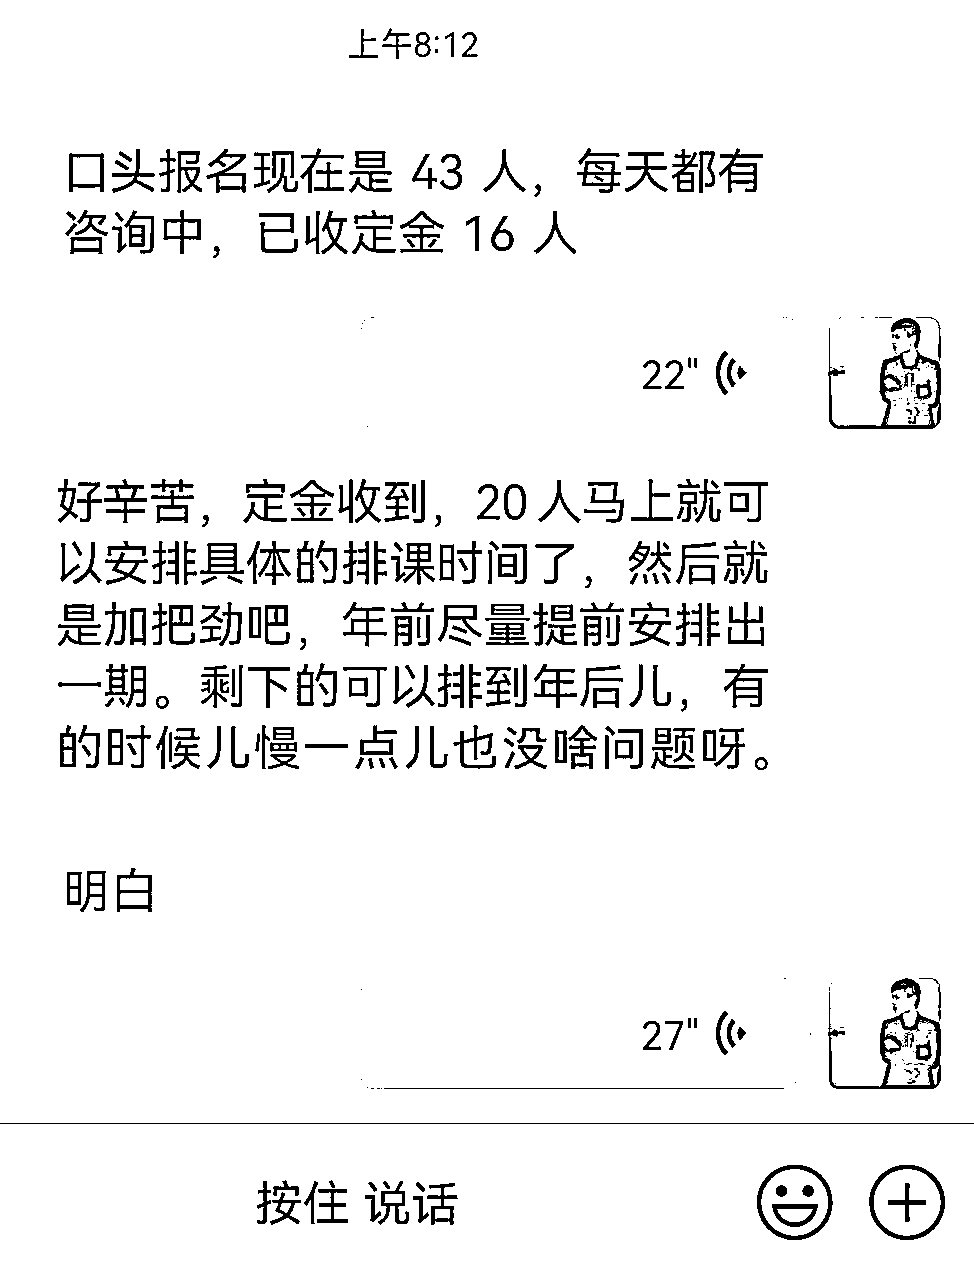 上午8:12
口头报名现在是 43 人，每天都有
咨询中，已收定金 16 人
22"
好辛苦，定金收到，20人马上就可
以安排具体的排课时间了，然后就
是加把劲吧，年前尽量提前安排出
一期。剩下的可以排到年后儿，有
的时候儿慢一点儿也没啥问题呀。
明白
27"
按住 说话